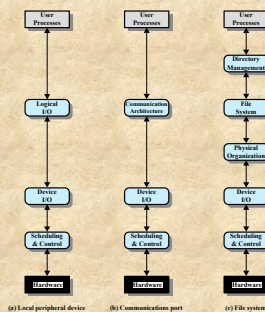 User
Processes
Logical
I/O
Device
I/O
Scheduling
& Control
Hardware
(a) Local peripheral device
User
Processes
Communication
Architecture
Device
I/O
Scheduling
& Control
Hardware
(b) Communications port
User
Processes
Directory
Management
File
System
Physical
Organization
Device
I/O
Scheduling
& Control
Hardware
(c) File system